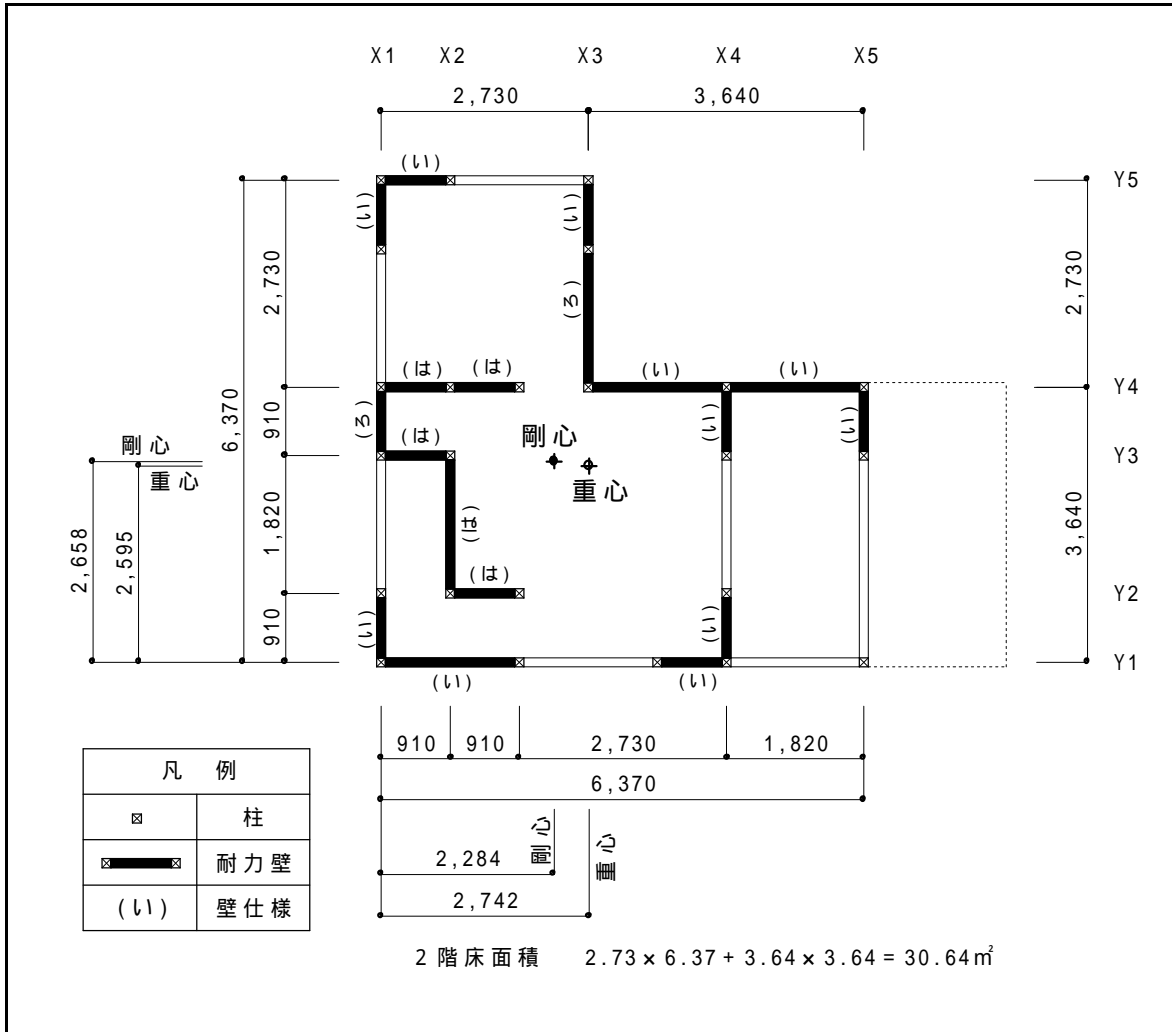 X1 X2 X3 X4 X5
2,730 3,640
(い)
Y5
(い) (い)
2,730 2,730
(ろ)
(は) (は) (い) (い)
Y4
6,370
910
(ろ) (い) (い)
剛心 剛心
(は)
Y3
重心 重心
2,658 2,595 1,820 3,640
(は)
(は)
Y2
910
(い) (い)
Y1
(い) (い)
910 910 2,730 1,820
6,370
凡例
柱
耐力壁
(い) 壁仕様
2,284 剛心
重心
2,742
2階床面積 2.73×6.37+3.64×3.64=30.64㎡